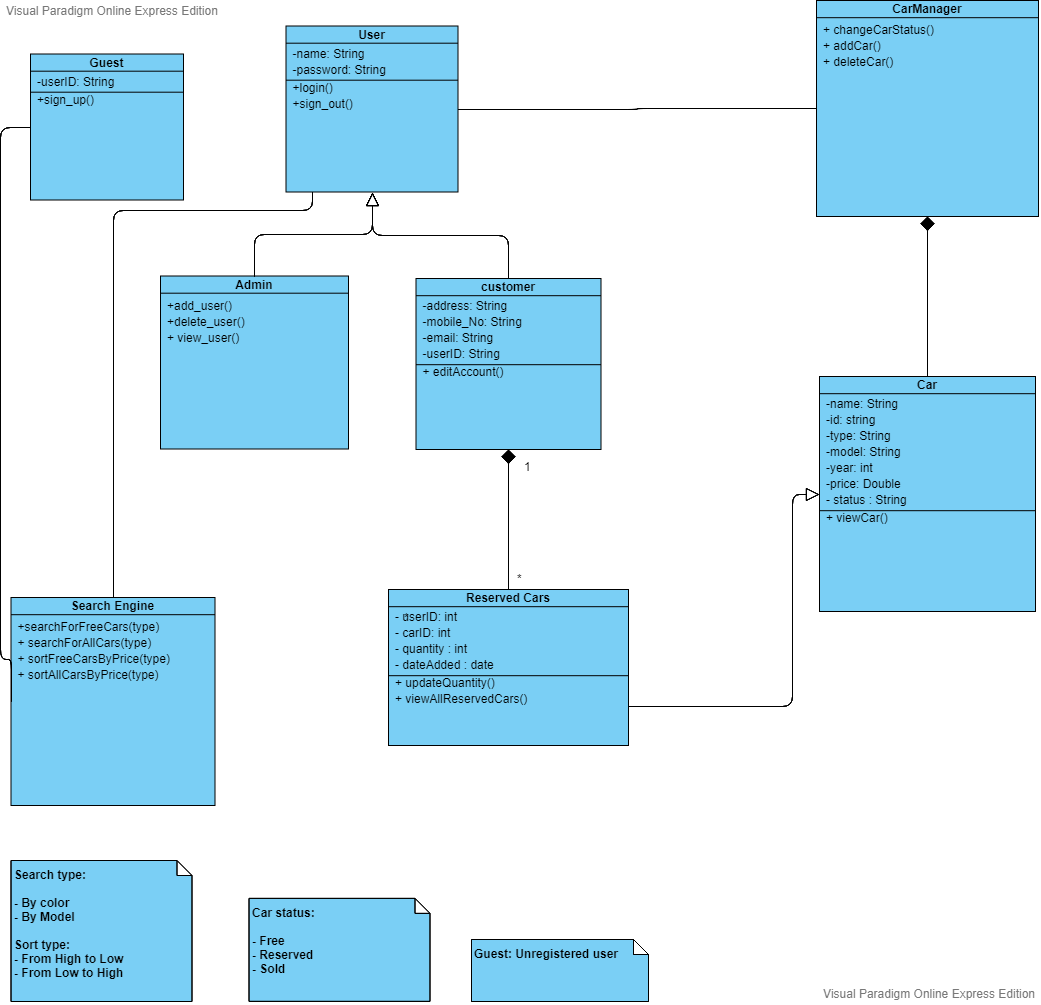 Visual Paradigm Online Express Edition
Guest
-userID: String
+sign_up()
User
-name: String
-password: String
+login()
+sign_out()
CarManager
+ changeCarStatus()
+ addCar()
+ deleteCar()
Admin
+add_user()
+delete_user()
+ view_user()
customer
-address: String
-mobile_No: String
-email: String
-userID: String
+ editAccount()
1
*
Car
-name: String
-id: string
-type: String
-model: String
-year: int
-price: Double
- status : String
+ viewCar()
Search Engine
+searchForFreeCars(type)
+ searchForAllCars(type)
+ sortFreeCarsByPrice(type)
+ sortAllCarsByPrice(type)
Reserved Cars
- userID: int
- carID: int
- quantity : int
- dateAdded : date
+ updateQuantity()
+ viewAllReservedCars()
Search type:
- By color
- By Model
Sort type:
- From High to Low
- From Low to High
Car status:
- Free
- Reserved
- Sold
Guest: Unregistered user
Visual Paradigm Online Express Edition